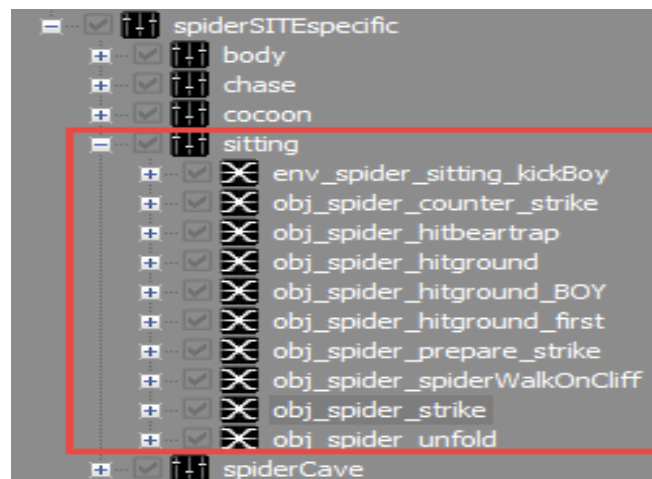 spiderSITEspecific
body
chase
cocoon
sitting
env_spider_sitting_kickBoy
obj_spider_counter_strike
obj_spider_hitbeartrap
obj_spider_hitground
obj_spider_hitground_BOY
obj_spider_hitground_first
obj_spider_prepare_strike
obj_spider_spiderWalkOnCliff
obj_spider_strike
obj_spider_unfold
spiderCave